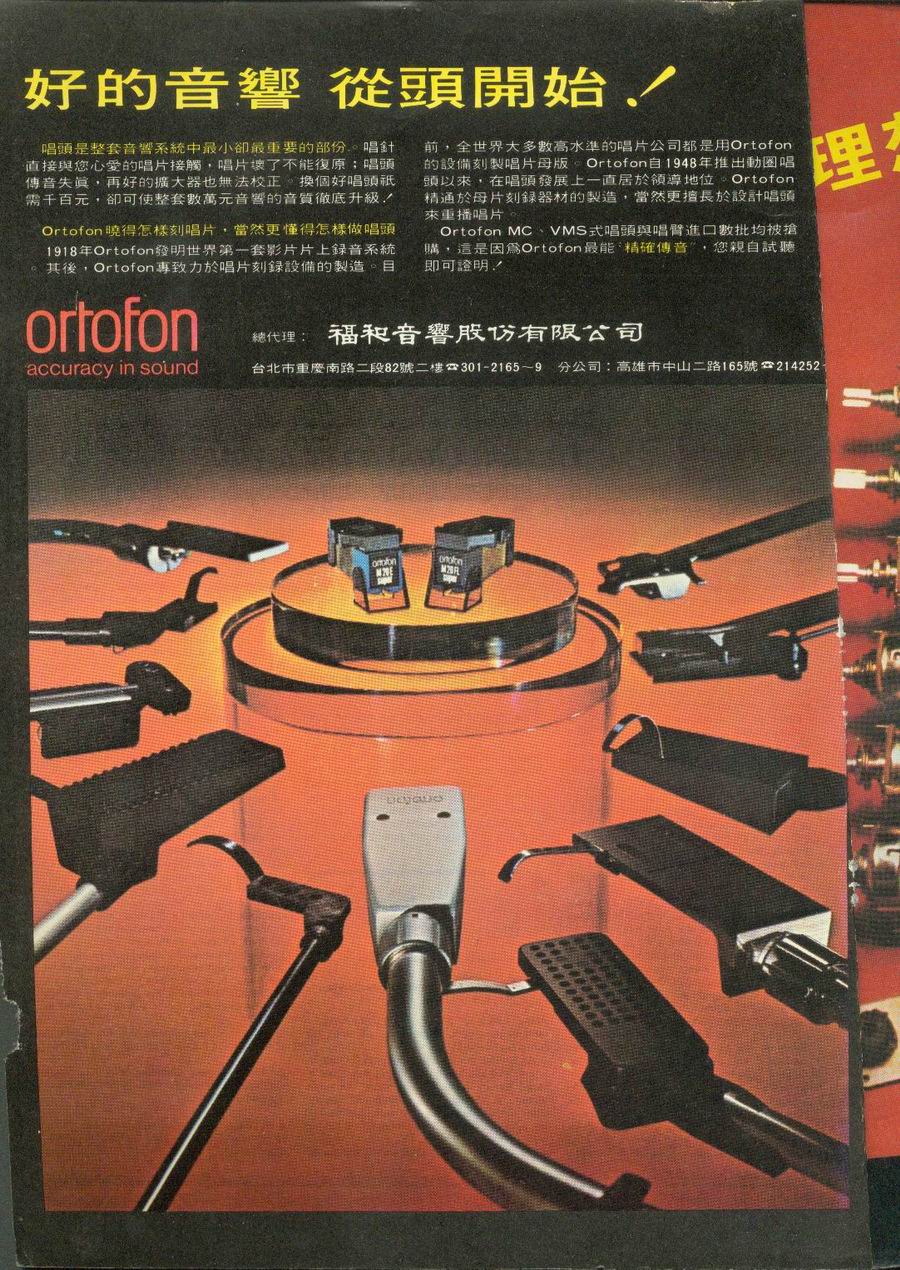 好的音響 從頭開始!
唱頭是整套音響系統中最小卻最重要的部份。唱針
直接與您心愛的唱片接觸,唱片壞了不能復原;唱頭
傳音失眞,再好的擴大器也無法校正。換個好唱頭祇
需千百元,卻可使整套數萬元音響的音質徹底升級!
Ortofon曉得怎樣刻唱片,當然更懂得怎樣做唱頭
1918年Ortofon發明世界第一套影片片上録音系統
。其後,Ortofon專致力於唱片刻録設備的製造。目
前,全世界大多數高水準的唱片公司都是用Ortofon
的設備刻製唱片母版。Ortofon自1948年推出動圈唱
頭以來,在唱頭發展上一直居於領導地位。Ortofon
精通於母片刻録器材的製造,當然更擅長於設計唱頭
來重播唱片。
Ortofon MC、VMS式唱頭與唱臂進口數批均被搶
購,這是因爲Ortofon最能“精確傳音”,您親自試聽
即可證明!
ortofon
accuracy in sound
總代理: 福和音響股份有限公司
台北市重慶南路二段82號二樓☎301-2165～9 分公司:高雄市中山二路165號☎214252
理
ortofon
M 20 E
super
ortofon
M 20 FL
super
ortofon